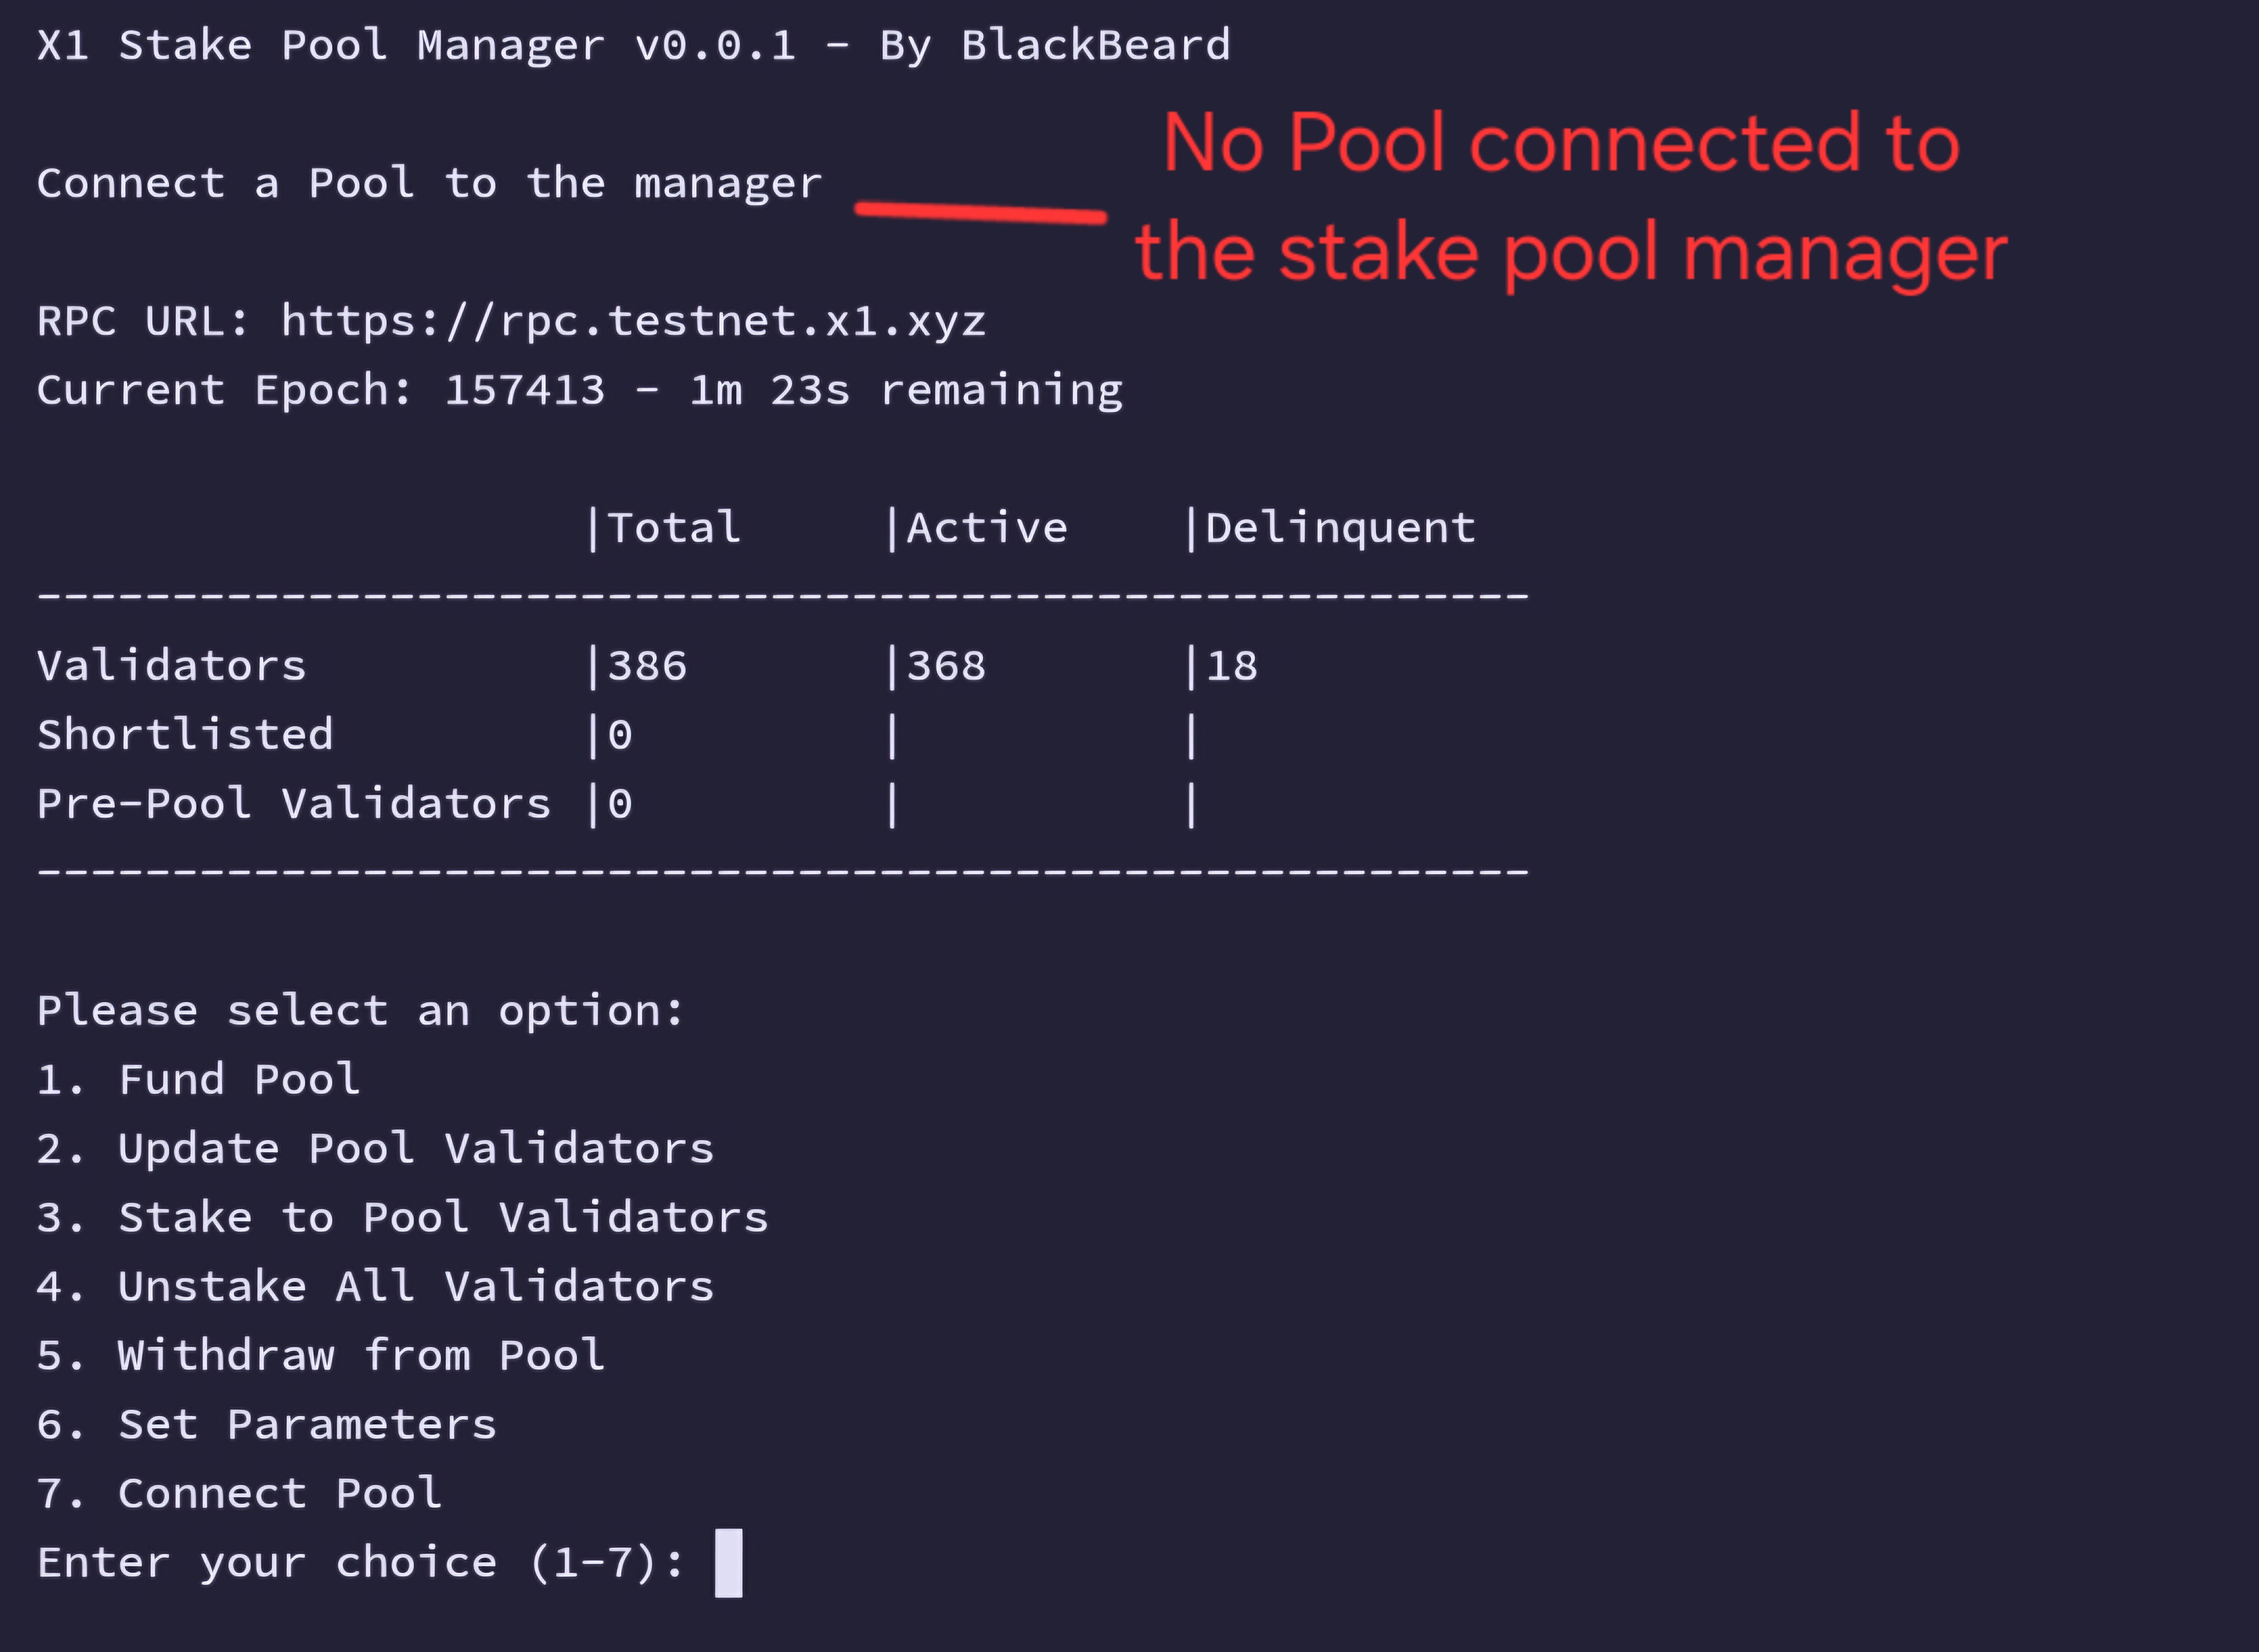 X1 Stake Pool Manager v0.0.1 - By BlackBeard
No Pool connected to
the stake pool manager
Connect a Pool to the manager
RPC URL: https://rpc.testnet.x1.xyz
Current Epoch: 157413 - 1m 23s remaining
|Total |Active |Delinquent
-------------------------------------------------------
Validators |386 |368 |18
Shortlisted |0 | |
Pre-Pool Validators |0 | |
-------------------------------------------------------
Please select an option:
1. Fund Pool
2. Update Pool Validators
3. Stake to Pool Validators
4. Unstake All Validators
5. Withdraw from Pool
6. Set Parameters
7. Connect Pool
Enter your choice (1-7):